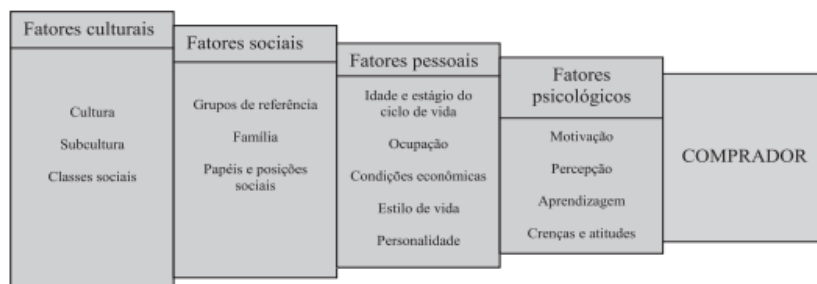 Fatores culturais
Cultura
Subcultura
Classes sociais
Fatores sociais
Grupos de referência
Família
Papéis e posições
sociais
Fatores pessoais
Idade e estágio do
ciclo de vida
Ocupação
Condições econômicas
Estilo de vida
Personalidade
Fatores
psicológicos
Motivação
Percepção
Aprendizagem
Crenças e atitudes
COMPRADOR